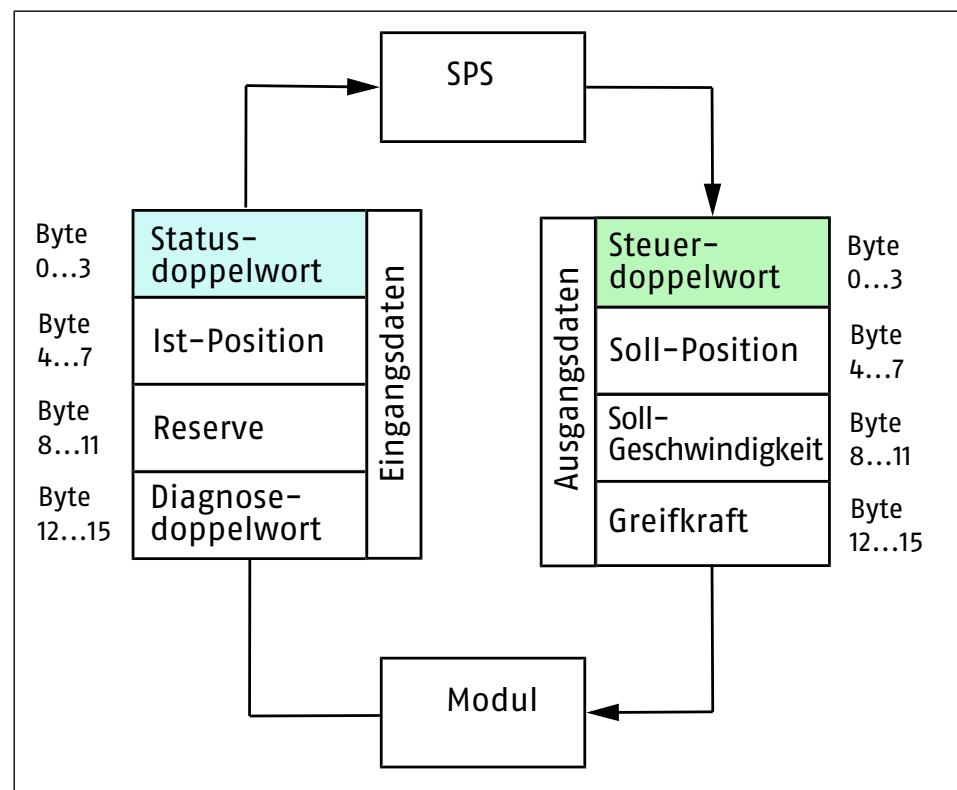 SPS
Byte
0...3
Status-
doppelwort
Byte
4...7
Ist-Position
Byte
8...11
Reserve
Byte
12...15
Diagnose-
doppelwort
Eingangsdaten
Ausgangsdaten
Steuer-
doppelwort
Byte
0...3
Soll-Position
Byte
4...7
Soll-
Geschwindigkeit
Byte
8...11
Greifkraft
Byte
12...15
Modul